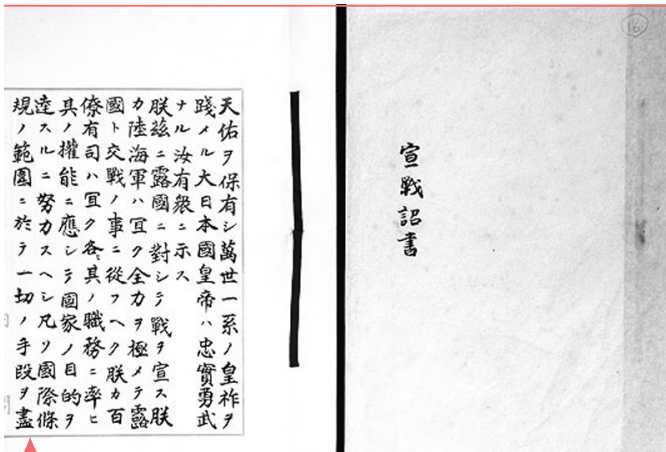 16
宣戰詔書
天佑ヲ保有シ萬世一系ノ皇祚ヲ
踐メル大日本國皇帝ハ忠實勇武
ナル汝有衆ニ示ス
朕茲ニ露國ニ對シテ戰ヲ宣ス朕
カ陸海軍ハ宜ク全力ヲ極メテ露
國ト交戰ノ事ニ從フヘク朕カ百
僚有司ハ宜ク各其ノ職務ニ率ヒ
其ノ權能ニ應シテ國家ノ目的ヲ
達スルニ努力スヘシ凡ソ國際條
規ノ範圍ニ於テ一切ノ手段ヲ盡